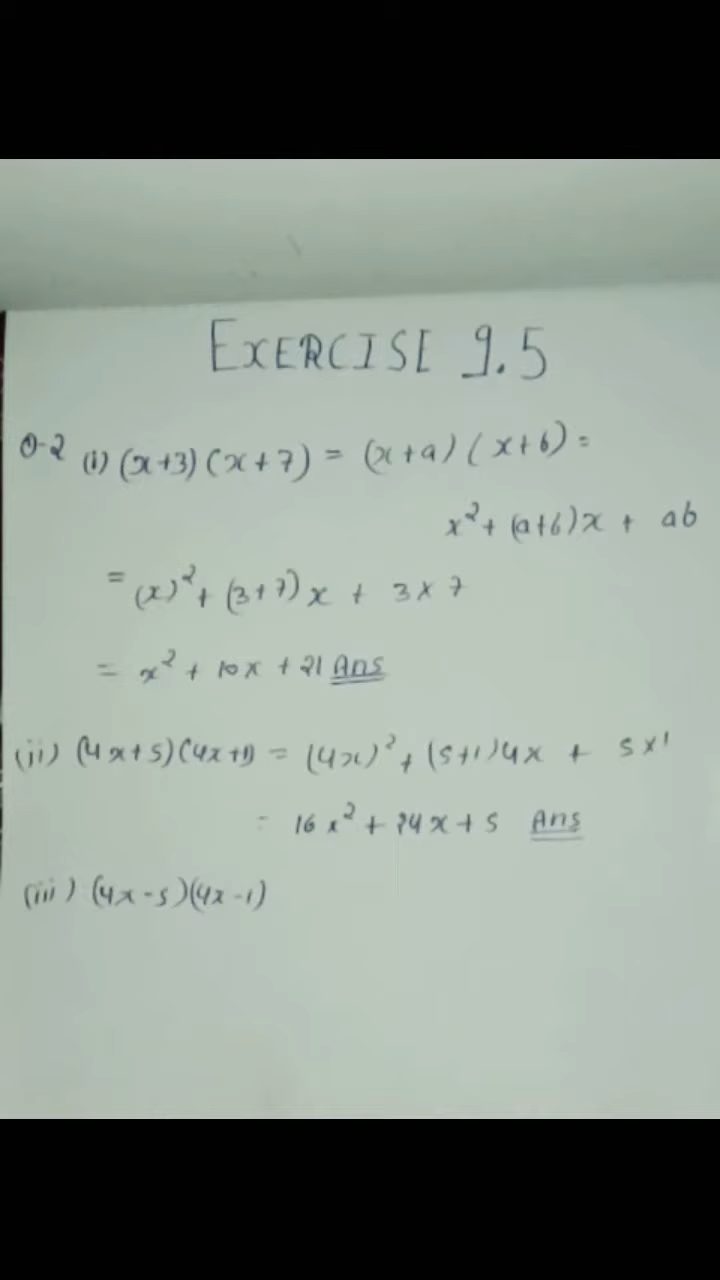 EXERCISE 9.5
Q-2 (i) (x+3)(x+7) = (x+a)(x+b) =
x² + (a+b)x + ab
= (x)² + (3+7)x + 3×7
= x² + 10x + 21 Ans
(ii) (4x+5)(4x+1) = (4x)² + (5+1)4x + 5×1
= 16x² + 24x + 5 Ans
(iii) (4x-5)(4x-1)